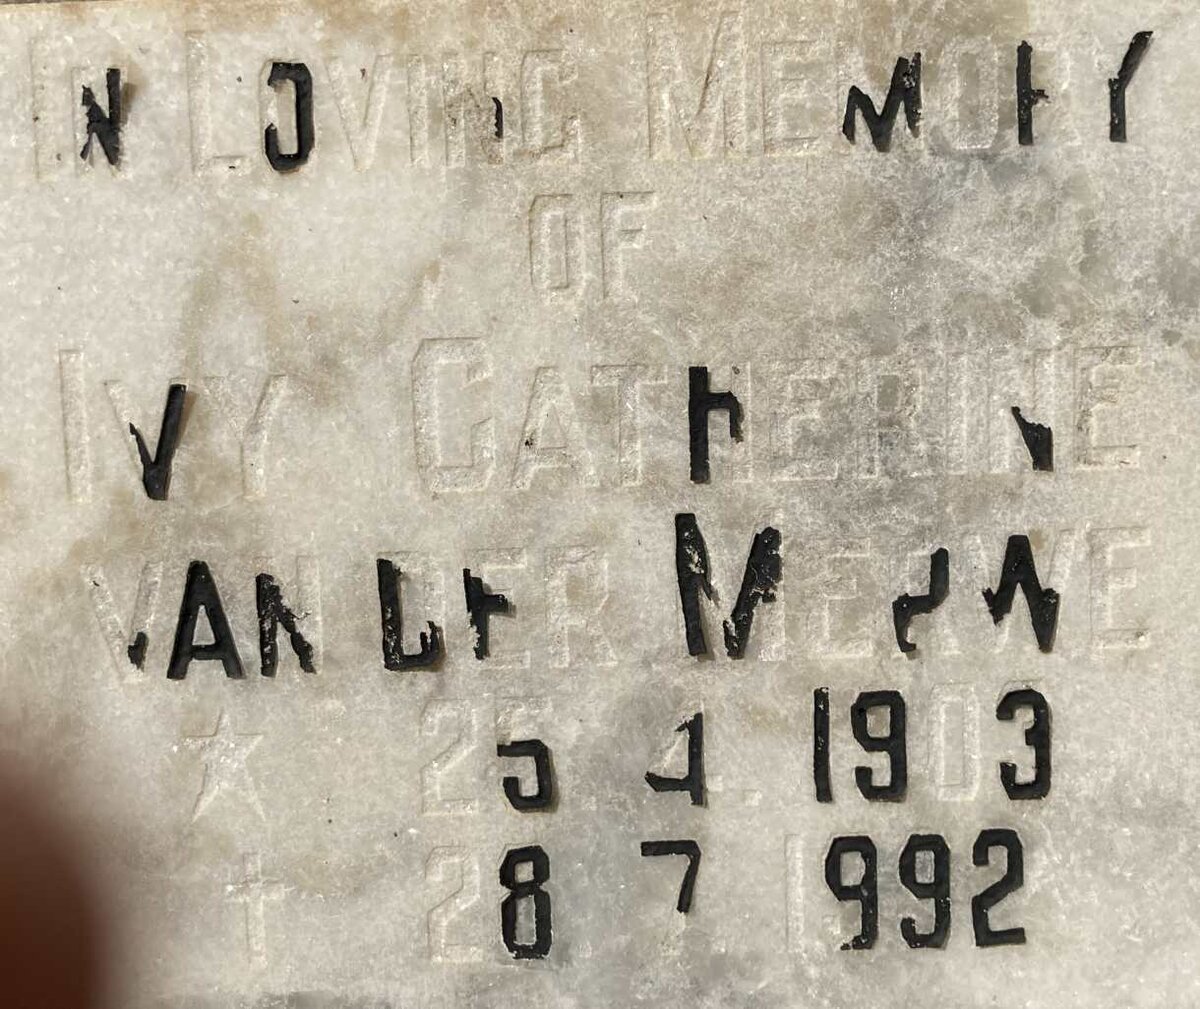 IN LOVING MEMORY
OF
IVY CATHERINE
VAN DER MERWE
☆ 25. 4. 1903
† 28. 7. 1992